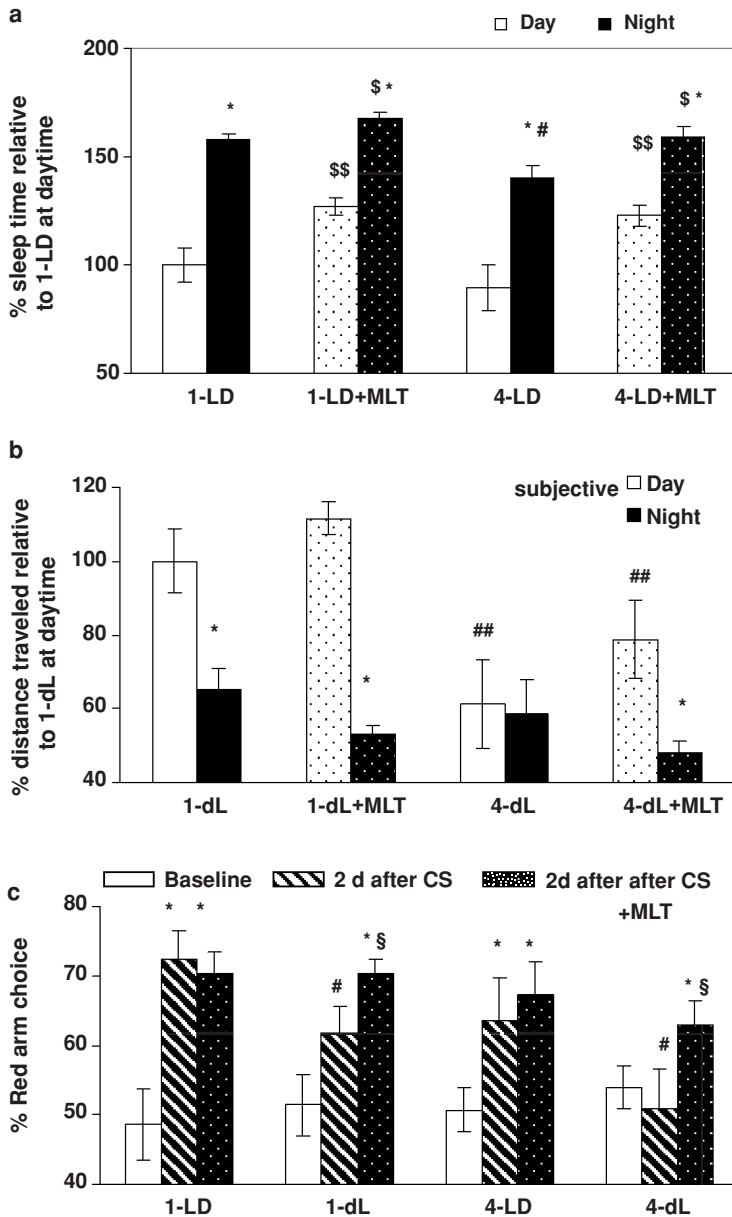 a
Day Night
% sleep time relative
to 1-LD at daytime
200
150
100
50
*
$$
$ *
* #
$$
$ *
1-LD 1-LD+MLT 4-LD 4-LD+MLT
b
subjective Day
Night
% distance traveled relative
to 1-dL at daytime
120
100
80
60
40
*
*
##
##
*
1-dL 1-dL+MLT 4-dL 4-dL+MLT
c
Baseline 2 d after CS 2d after after CS
+MLT
% Red arm choice
80
70
60
50
40
* *
#
* §
* *
#
* §
1-LD 1-dL 4-LD 4-dL